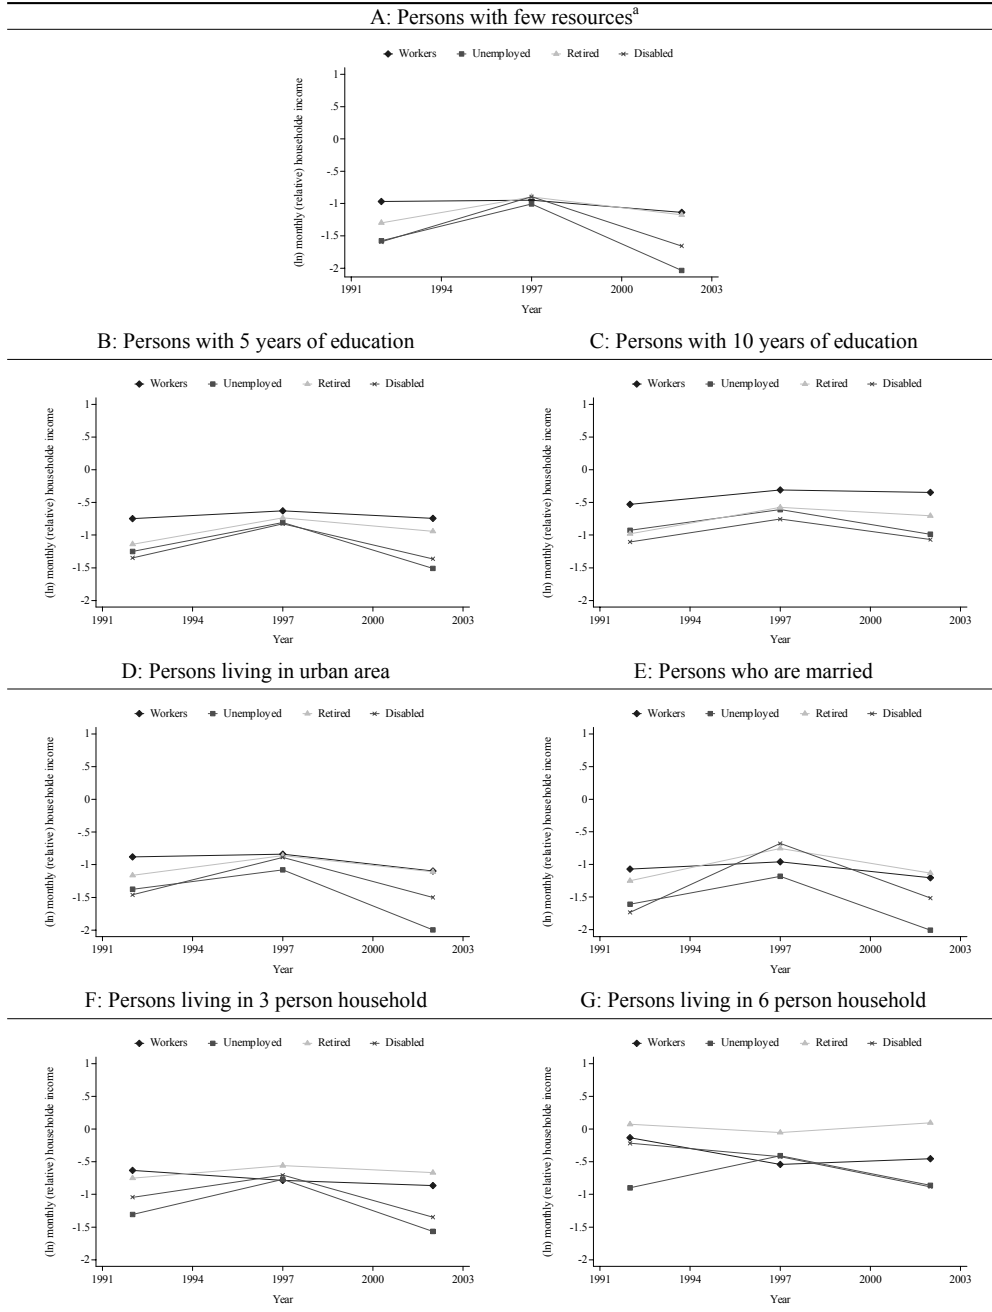 A: Persons with few resourcesa
Workers Unemployed Retired Disabled
(ln) monthly (relative) householde income
1
.5
0
-.5
-1
-1.5
-2
1991 1994 1997 2000 2003
Year
B: Persons with 5 years of education
Workers Unemployed Retired Disabled
(ln) monthly (relative) householde income
1
.5
0
-.5
-1
-1.5
-2
1991 1994 1997 2000 2003
Year
C: Persons with 10 years of education
Workers Unemployed Retired Disabled
(ln) monthly (relative) householde income
1
.5
0
-.5
-1
-1.5
-2
1991 1994 1997 2000 2003
Year
D: Persons living in urban area
Workers Unemployed Retired Disabled
(ln) monthly (relative) householde income
1
.5
0
-.5
-1
-1.5
-2
1991 1994 1997 2000 2003
Year
E: Persons who are married
Workers Unemployed Retired Disabled
(ln) monthly (relative) householde income
1
.5
0
-.5
-1
-1.5
-2
1991 1994 1997 2000 2003
Year
F: Persons living in 3 person household
Workers Unemployed Retired Disabled
(ln) monthly (relative) householde income
1
.5
0
-.5
-1
-1.5
-2
1991 1994 1997 2000 2003
G: Persons living in 6 person household
Workers Unemployed Retired Disabled
(ln) monthly (relative) householde income
1
.5
0
-.5
-1
-1.5
-2
1991 1994 1997 2000 2003